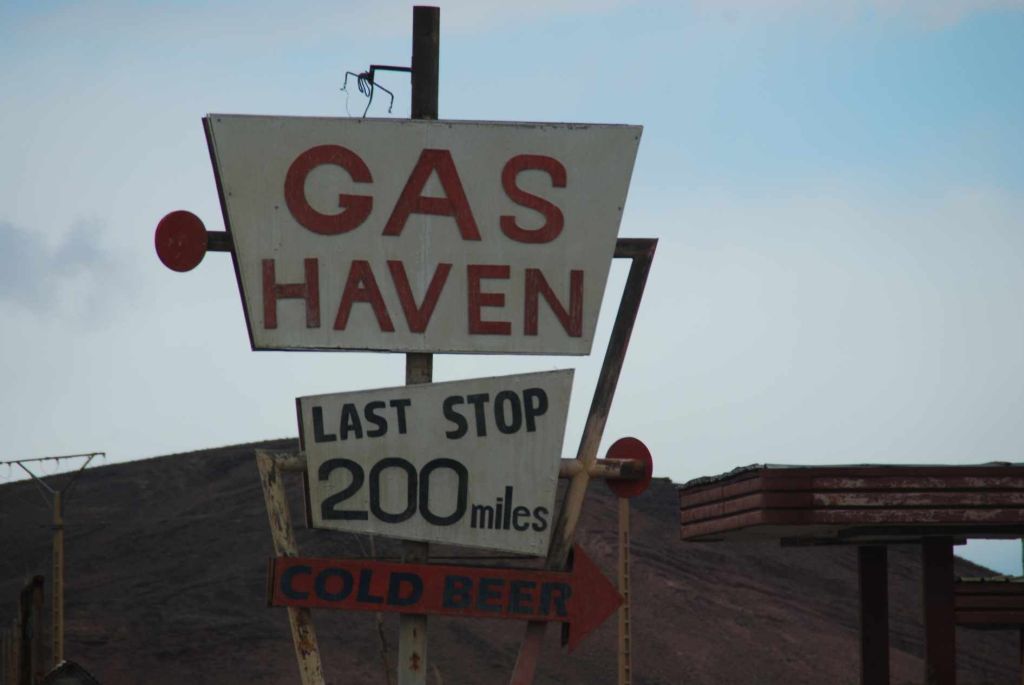 GAS
HAVEN
LAST STOP
200 miles
COLD BEER